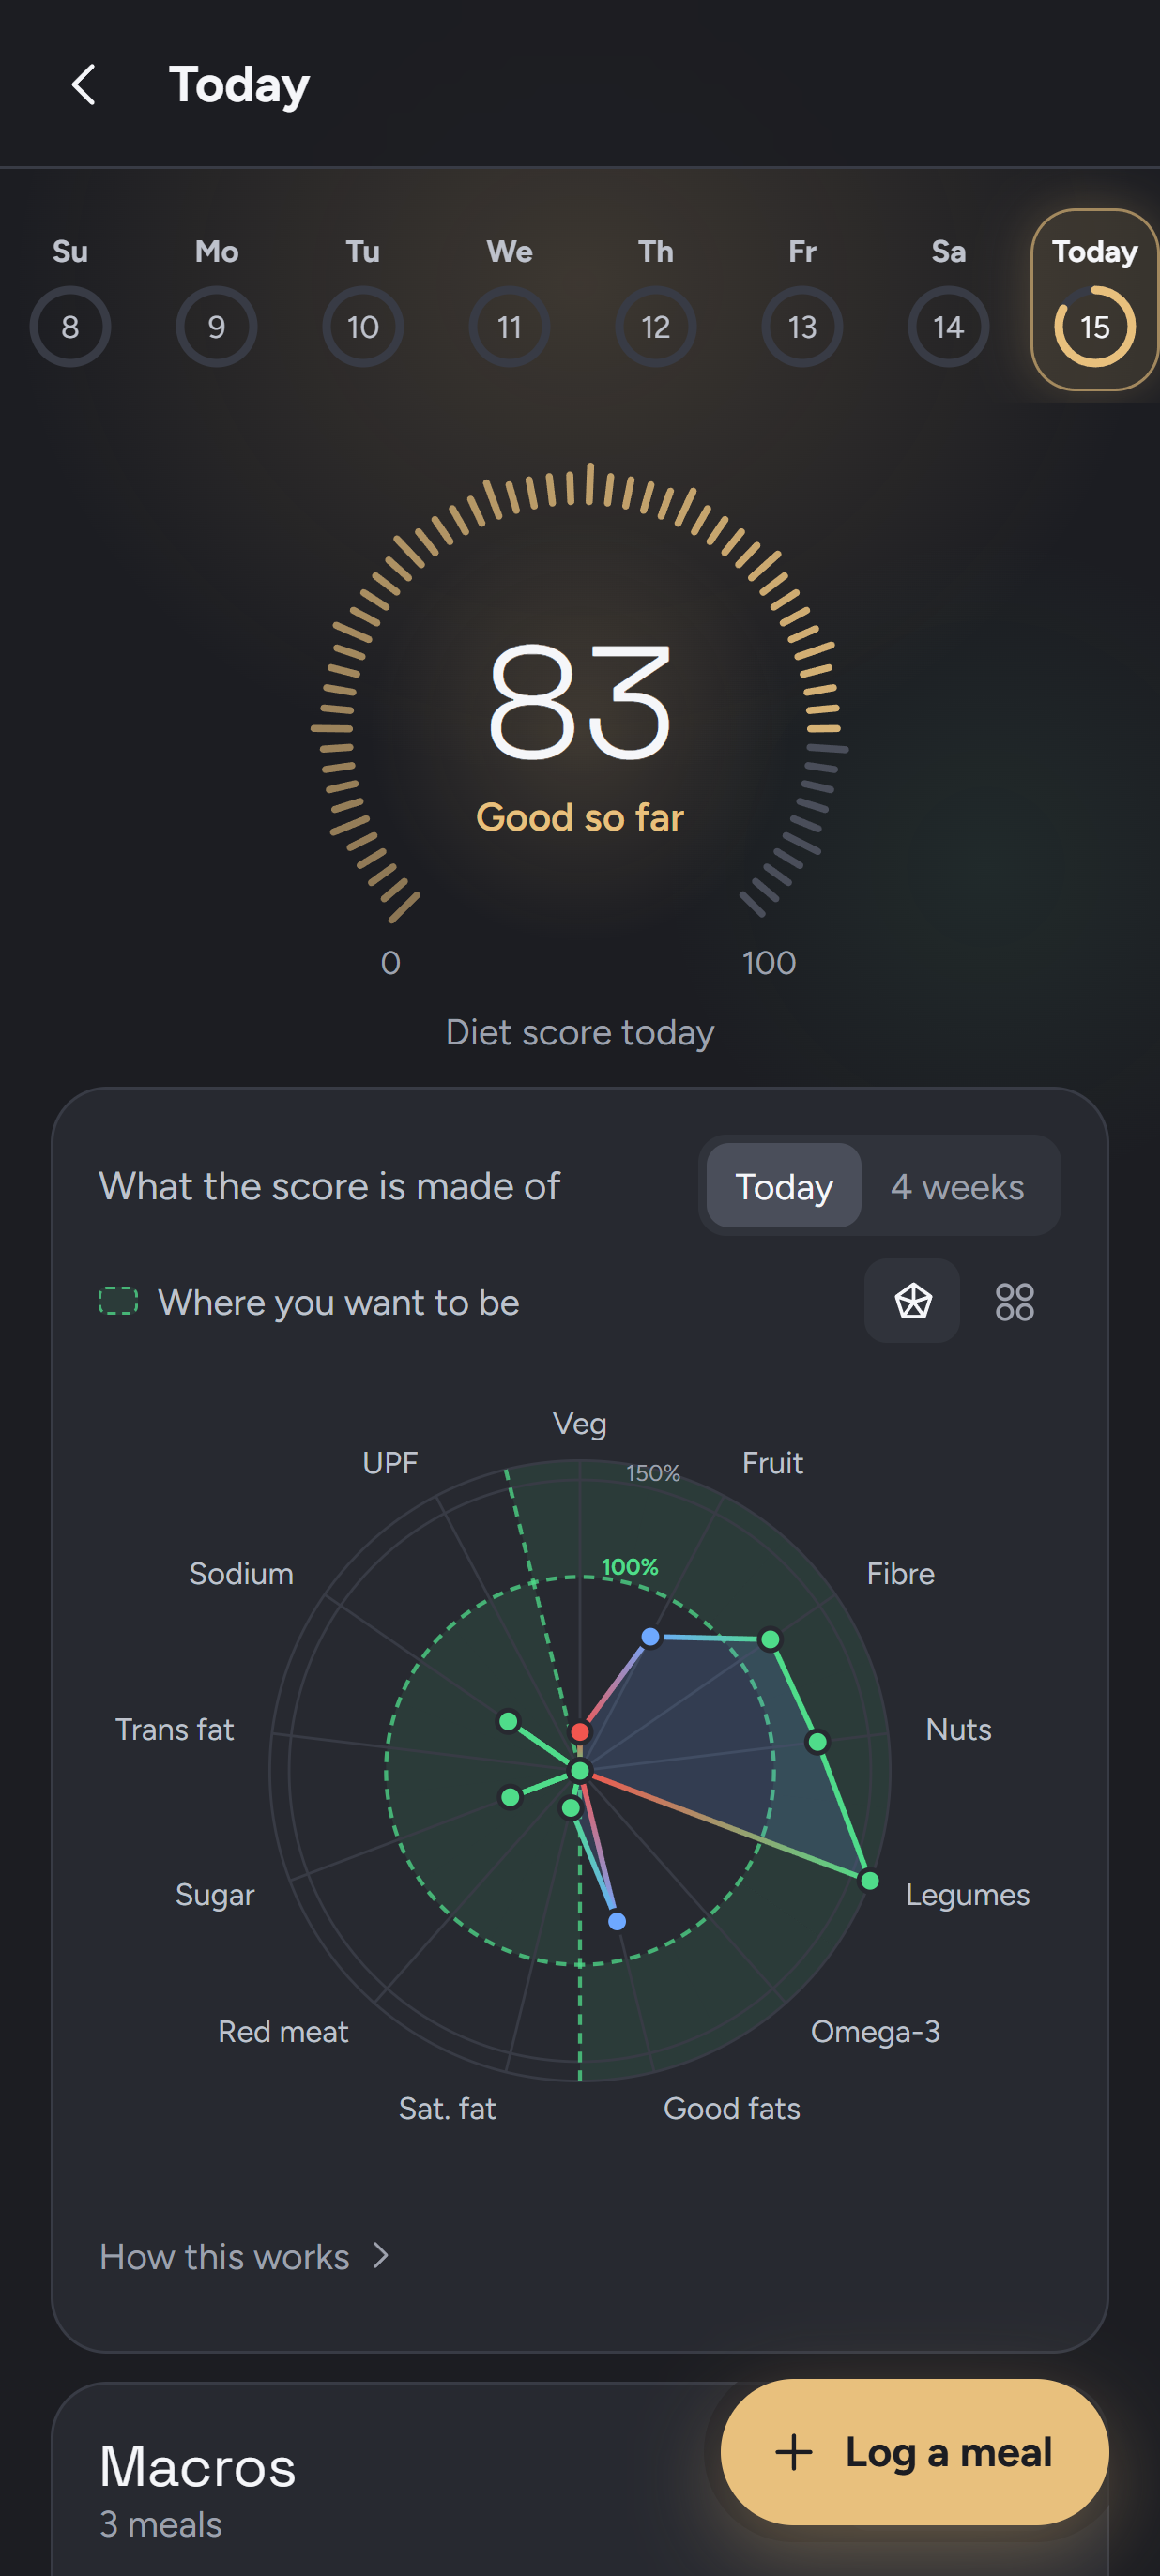 Today
Su Mo Tu We Th Fr Sa Today
8 9 10 11 12 13 14 15
83
Good so far
0 100
Diet score today
What the score is made of
Today 4 weeks
Where you want to be
Veg
UPF Fruit
150%
100%
Sodium Fibre
Trans fat Nuts
Sugar Legumes
Red meat Omega-3
Sat. fat Good fats
How this works
Macros
3 meals
Log a meal